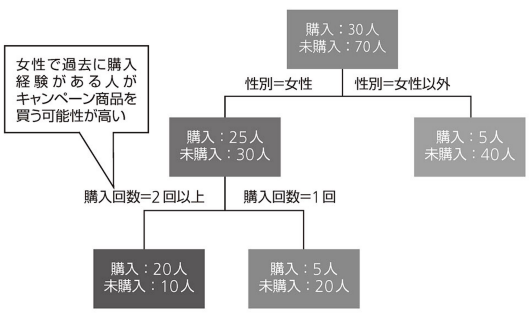 購入：30人
未購入：70人
女性で過去に購入
経験がある人が
キャンペーン商品を
買う可能性が高い
性別＝女性
性別＝女性以外
購入：25人
未購入：30人
購入：5人
未購入：40人
購入回数＝2回以上
購入回数＝1回
購入：20人
未購入：10人
購入：5人
未購入：20人